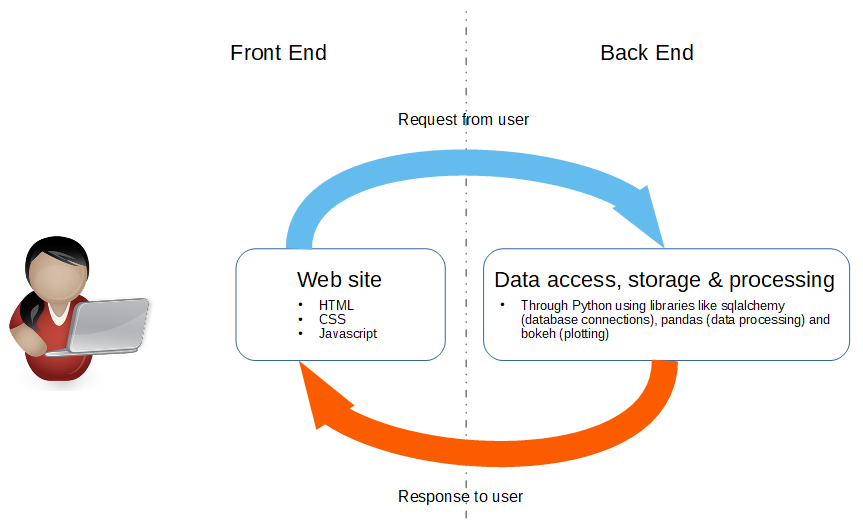 Front End
Back End
Request from user
Web site
• HTML
• CSS
• Javascript
Data access, storage & processing
• Through Python using libraries like sqlalchemy
(database connections), pandas (data processing) and
bokeh (plotting)
Response to user